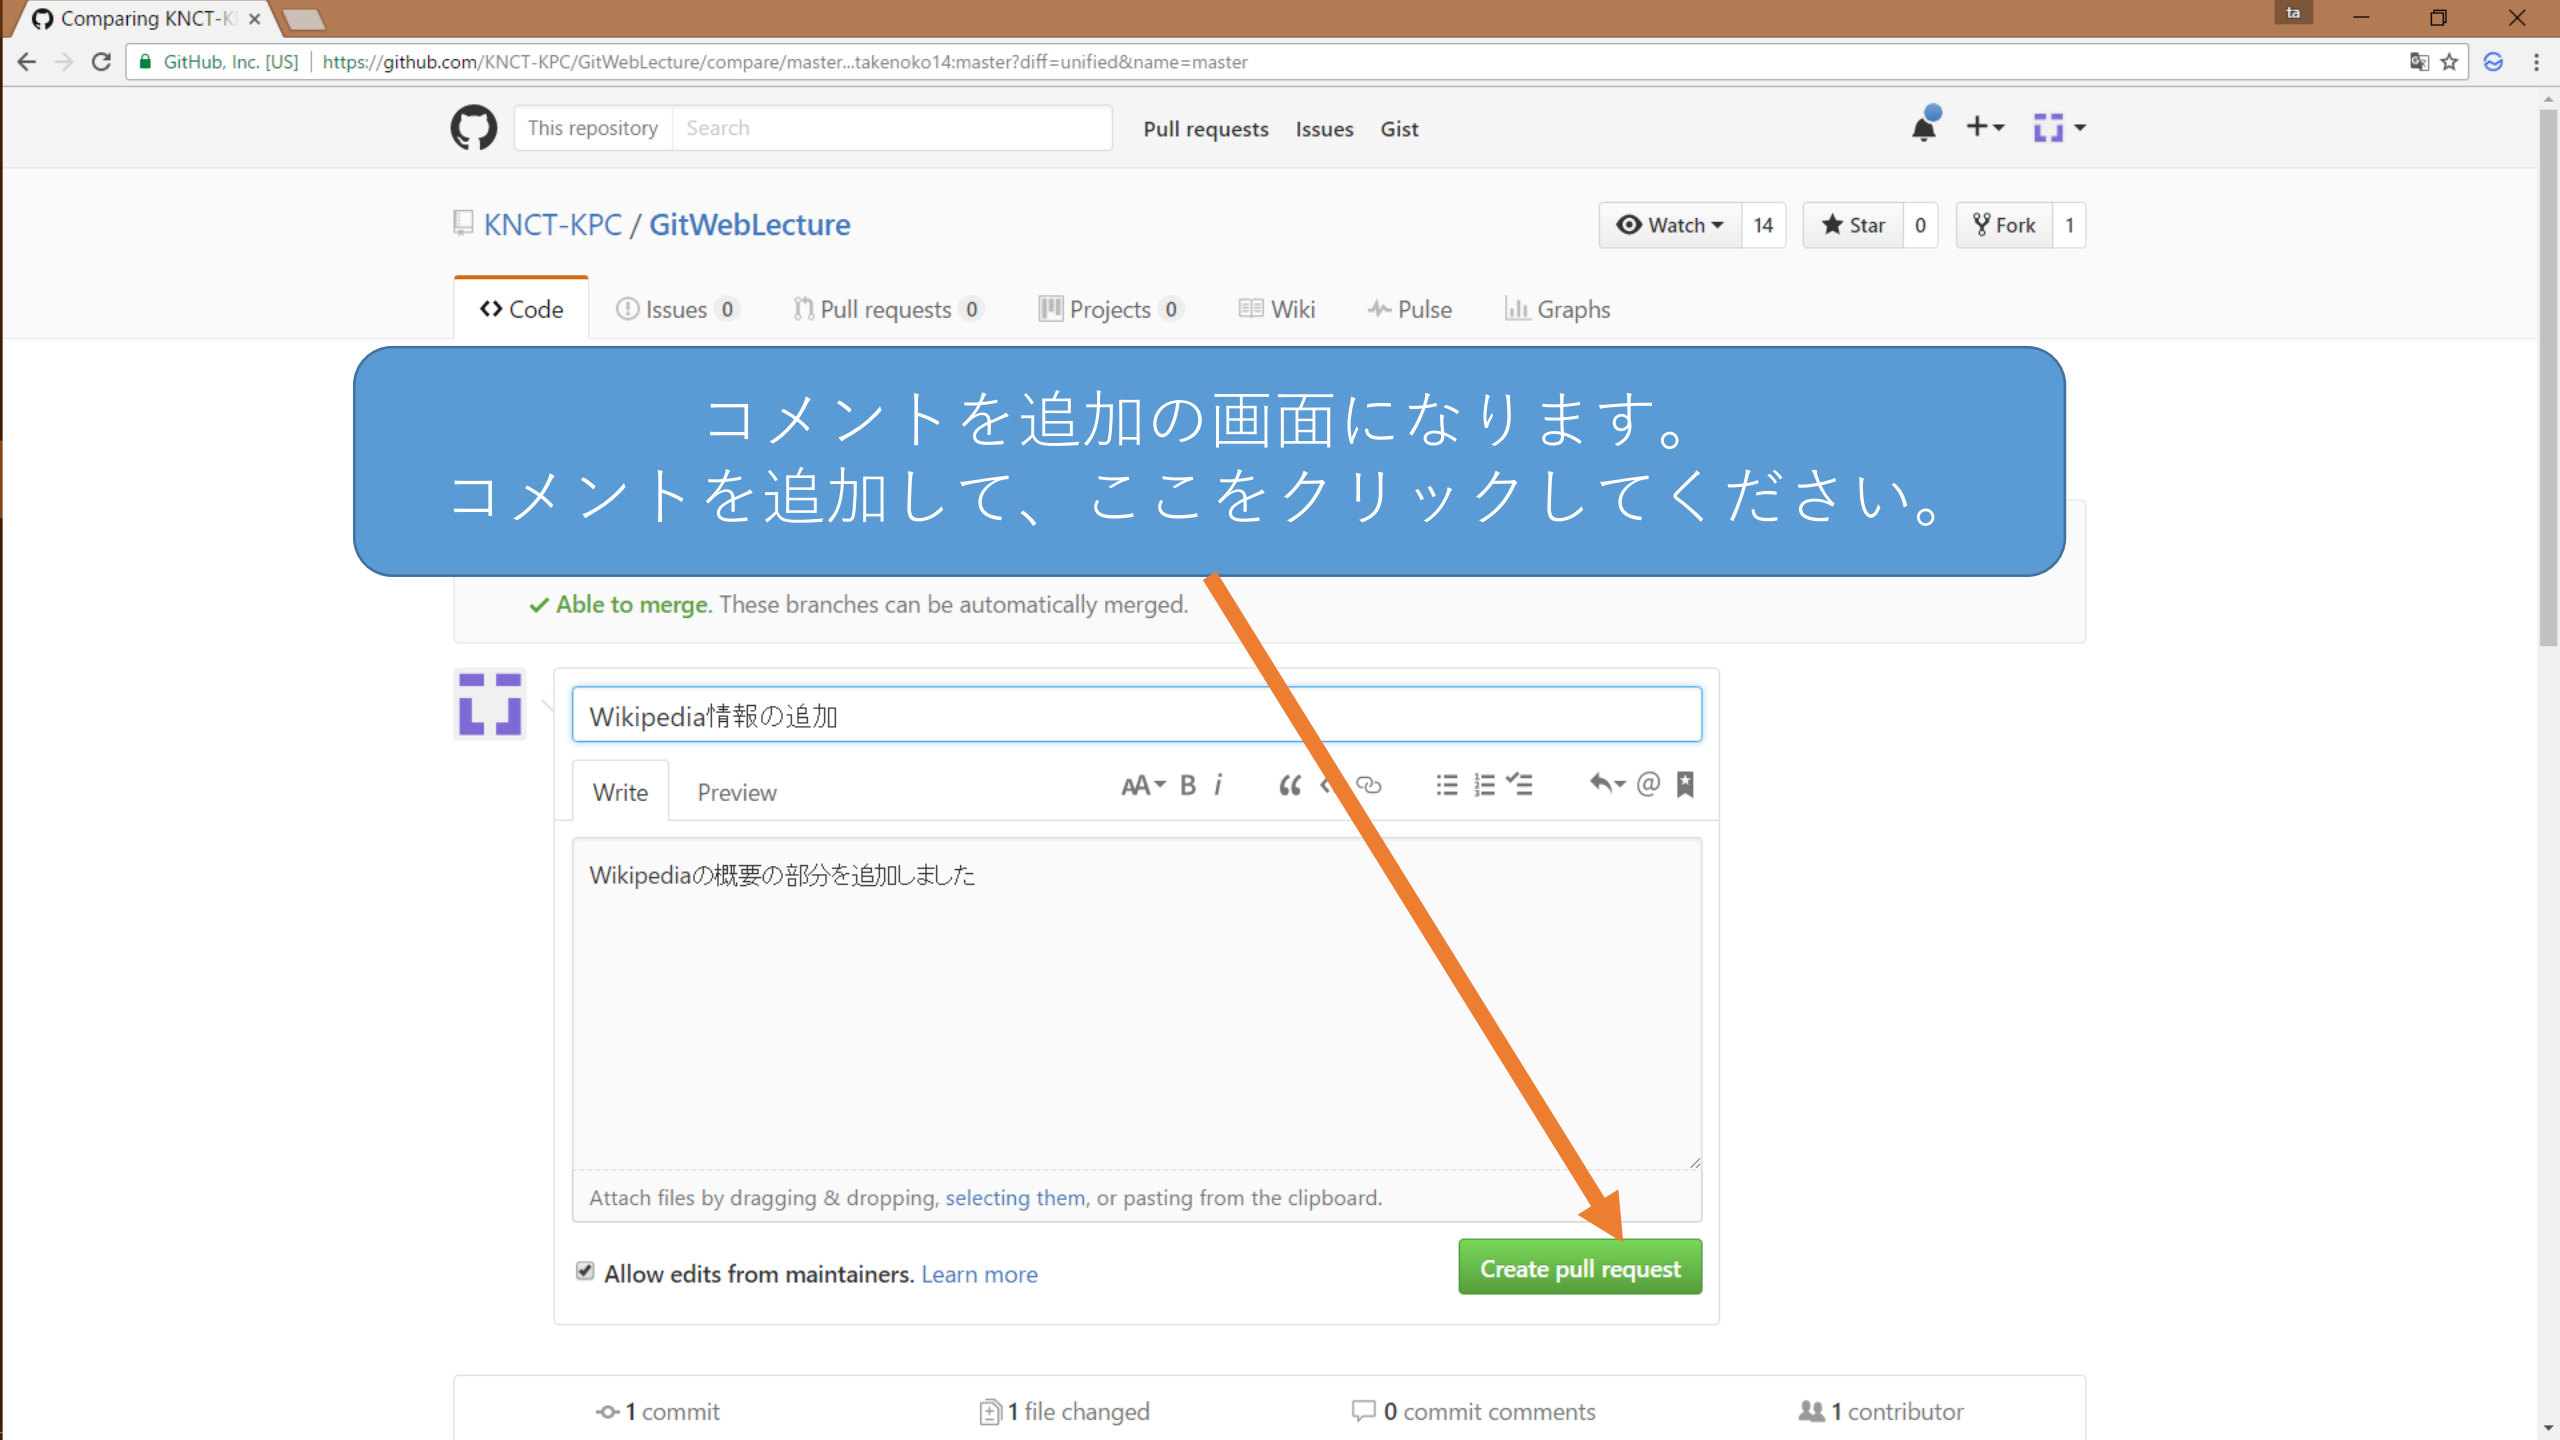 Comparing KNCT-K
ta
GitHub, Inc. [US] https://github.com/KNCT-KPC/GitWebLecture/compare/master...takenoko14:master?diff=unified&name=master
This repository Search Pull requests Issues Gist
KNCT-KPC / GitWebLecture
Watch 14 Star 0 Fork 1
Code Issues 0 Pull requests 0 Projects 0 Wiki Pulse Graphs
コメントを追加の画面になります。
コメントを追加して、ここをクリックしてください。
Able to merge. These branches can be automatically merged.
Wikipedia情報の追加
Write Preview AA B i
Wikipediaの概要の部分を追加しました
Attach files by dragging & dropping, selecting them, or pasting from the clipboard.
Allow edits from maintainers. Learn more
Create pull request
1 commit 1 file changed 0 commit comments 1 contributor